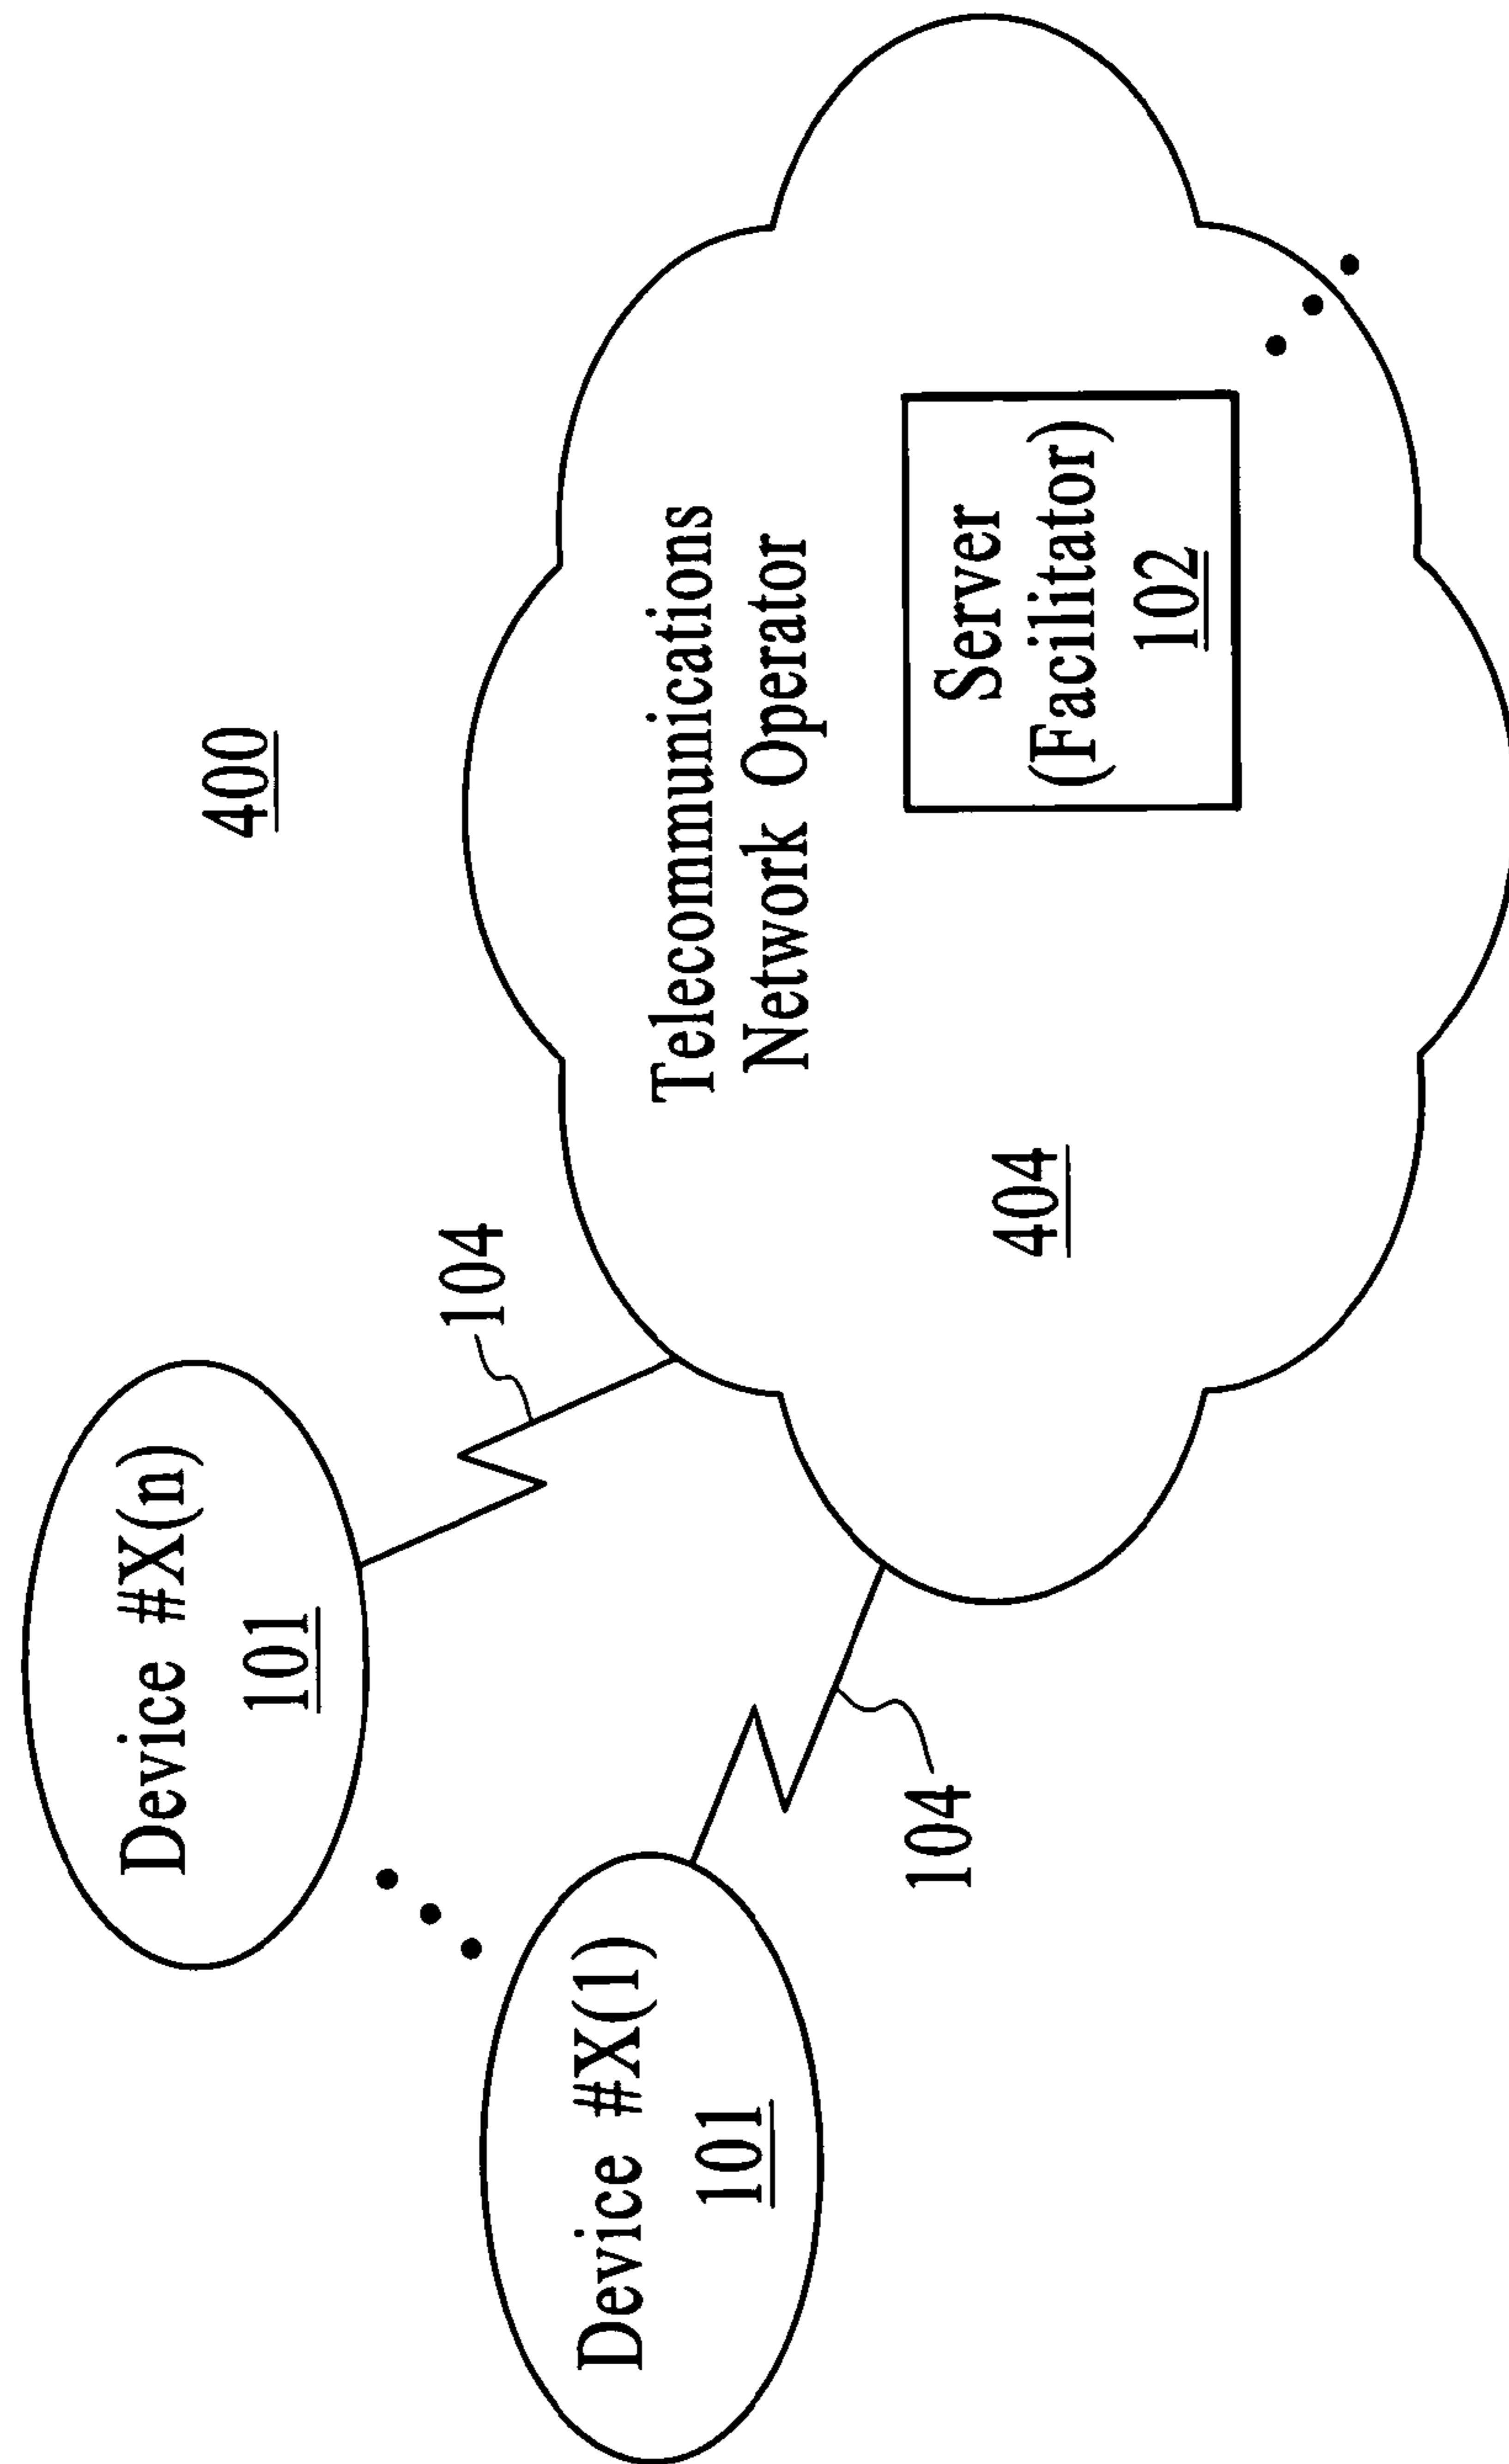 400
Device #X(n)
101
104
Telecommunications
Network Operator
Server
(Facilitator)
102
404
Device #X(1)
101
104